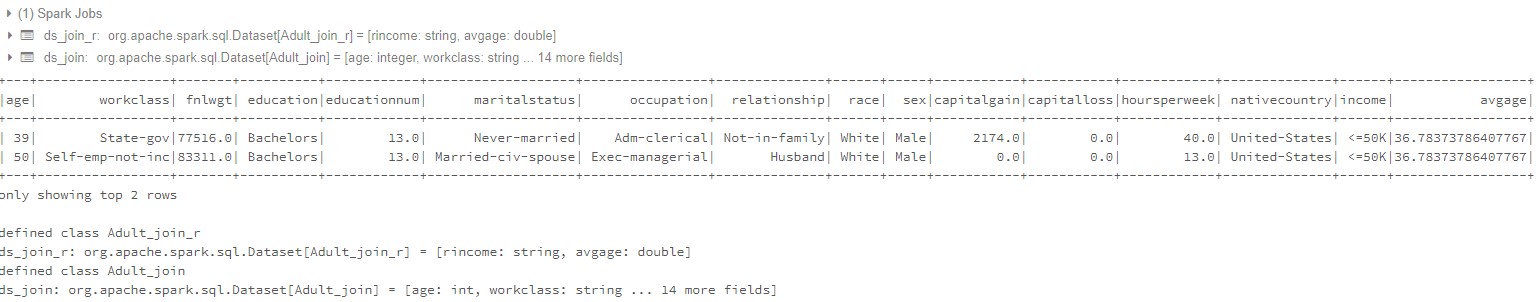 (1) Spark Jobs
ds_join_r: org.apache.spark.sql.Dataset[Adult_join_r] = [rincome: string, avgage: double]
ds_join: org.apache.spark.sql.Dataset[Adult_join] = [age: integer, workclass: string ... 14 more fields]
+---+----------------+-------+---------+------------+------------------+---------------+-------------+-----+----+-----------+-----------+------------+-------------+------+-----------------+
|age| workclass| fnlwgt| education|educationnum| maritalstatus| occupation| relationship| race| sex|capitalgain|capitalloss|hoursperweek| nativecountry|income| avgage|
+---+----------------+-------+---------+------------+------------------+---------------+-------------+-----+----+-----------+-----------+------------+-------------+------+-----------------+
| 39| State-gov|77516.0| Bachelors| 13.0| Never-married| Adm-clerical| Not-in-family| White| Male| 2174.0| 0.0| 40.0| United-States| <=50K|36.78373786407767|
| 50| Self-emp-not-inc|83311.0| Bachelors| 13.0| Married-civ-spouse| Exec-managerial| Husband| White| Male| 0.0| 0.0| 13.0| United-States| <=50K|36.78373786407767|
+---+----------------+-------+---------+------------+------------------+---------------+-------------+-----+----+-----------+-----------+------------+-------------+------+-----------------+
only showing top 2 rows
defined class Adult_join_r
ds_join_r: org.apache.spark.sql.Dataset[Adult_join_r] = [rincome: string, avgage: double]
defined class Adult_join
ds_join: org.apache.spark.sql.Dataset[Adult_join] = [age: int, workclass: string ... 14 more fields]